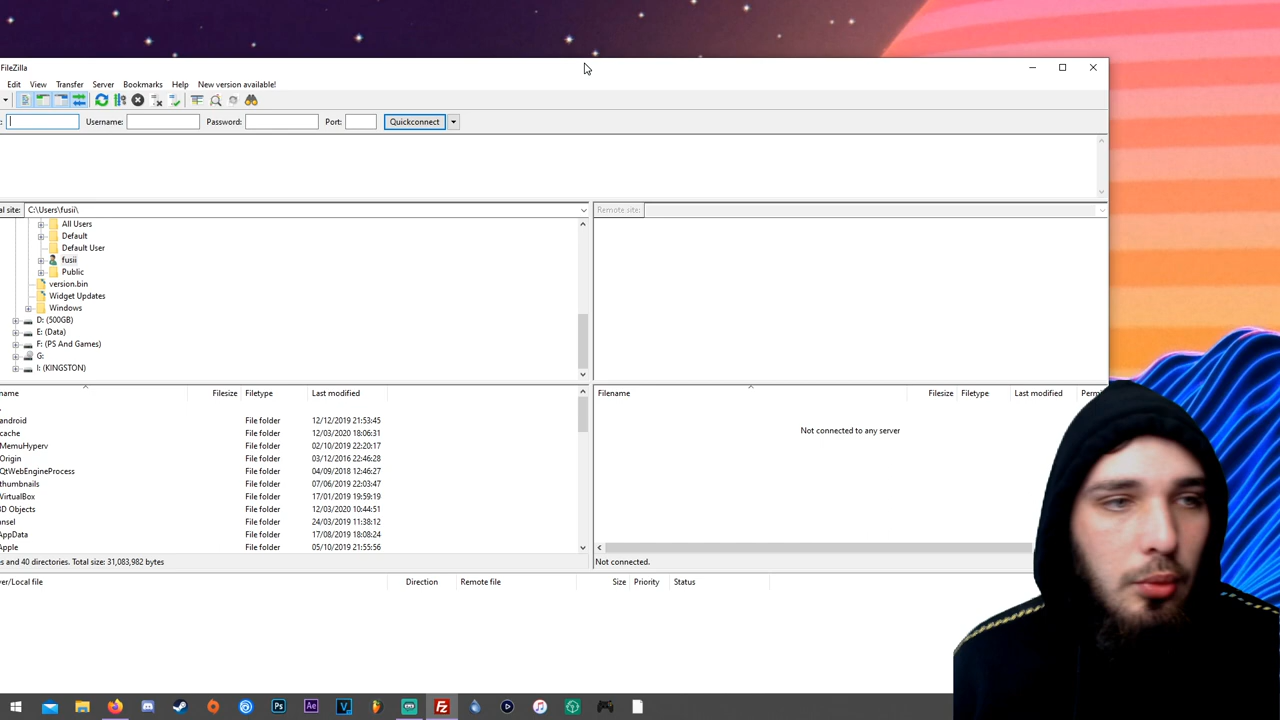 FileZilla
Edit View Transfer Server Bookmarks Help New version available!
: Username: Password: Port: Quickconnect
al site: C:\Users\fusii\ Remote site:
All Users
Default
Default User
fusii
Public
version.bin
Widget Updates
Windows
D: (500GB)
E: (Data)
F: (PS And Games)
G:
I: (KINGSTON)
name Filesize Filetype Last modified Filename Filesize Filetype Last modified Perm
.
android File folder 12/12/2019 21:53:45
cache File folder 12/03/2020 18:06:31
MemuHyperv File folder 02/10/2019 22:20:17
Origin File folder 03/12/2016 22:46:28
QtWebEngineProcess File folder 04/09/2018 12:46:27
thumbnails File folder 07/06/2019 22:03:47
VirtualBox File folder 17/01/2019 19:59:19
3D Objects File folder 12/03/2020 10:44:51
nsel File folder 24/03/2019 11:38:12
AppData File folder 17/08/2019 18:08:24
Apple File folder 05/10/2019 21:55:56
Not connected to any server
s and 40 directories. Total size: 31,083,982 bytes Not connected.
er/Local file Direction Remote file Size Priority Status
Ps Ae V Fz